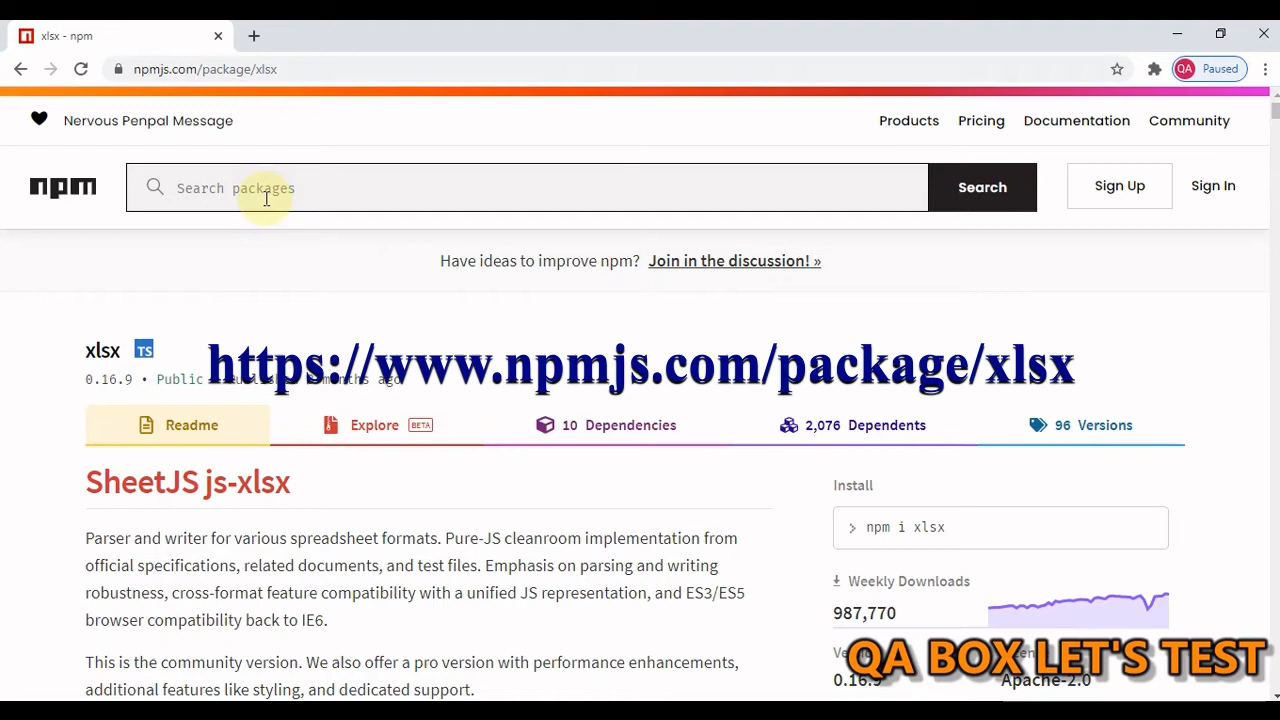 xlsx - npm
npmjs.com/package/xlsx
QA Paused
Nervous Penpal Message
Products Pricing Documentation Community
npm
Search packages
Search
Sign Up
Sign In
Have ideas to improve npm? Join in the discussion! »
xlsx TS
https://www.npmjs.com/package/xlsx
0.16.9 • Public
months ago
Readme
Explore BETA
10 Dependencies
2,076 Dependents
96 Versions
SheetJS js-xlsx
Parser and writer for various spreadsheet formats. Pure-JS cleanroom implementation from
official specifications, related documents, and test files. Emphasis on parsing and writing
robustness, cross-format feature compatibility with a unified JS representation, and ES3/ES5
browser compatibility back to IE6.
This is the community version. We also offer a pro version with performance enhancements,
additional features like styling, and dedicated support.
Install
> npm i xlsx
Weekly Downloads
987,770
QA BOX LET'S TEST
0.16.9
Apache-2.0